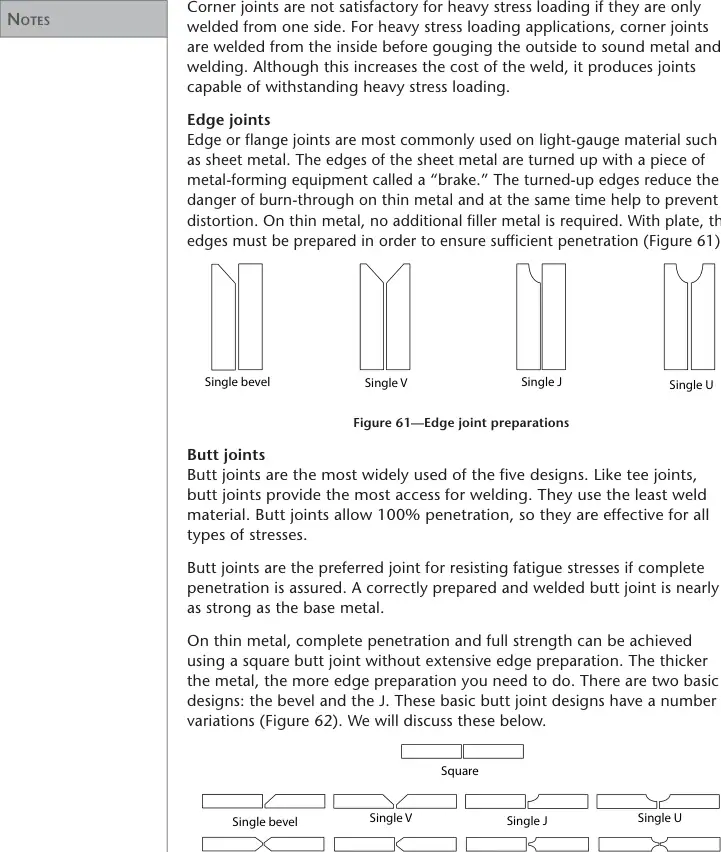 NOTES
Corner joints are not satisfactory for heavy stress loading if they are only
welded from one side. For heavy stress loading applications, corner joints
are welded from the inside before gouging the outside to sound metal and
welding. Although this increases the cost of the weld, it produces joints
capable of withstanding heavy stress loading.
Edge joints
Edge or flange joints are most commonly used on light-gauge material such
as sheet metal. The edges of the sheet metal are turned up with a piece of
metal-forming equipment called a “brake.” The turned-up edges reduce the
danger of burn-through on thin metal and at the same time help to prevent
distortion. On thin metal, no additional filler metal is required. With plate, th
edges must be prepared in order to ensure sufficient penetration (Figure 61)
Single bevel
Single V
Single J
Single U
Figure 61—Edge joint preparations
Butt joints
Butt joints are the most widely used of the five designs. Like tee joints,
butt joints provide the most access for welding. They use the least weld
material. Butt joints allow 100% penetration, so they are effective for all
types of stresses.
Butt joints are the preferred joint for resisting fatigue stresses if complete
penetration is assured. A correctly prepared and welded butt joint is nearly
as strong as the base metal.
On thin metal, complete penetration and full strength can be achieved
using a square butt joint without extensive edge preparation. The thicker
the metal, the more edge preparation you need to do. There are two basic
designs: the bevel and the J. These basic butt joint designs have a number
variations (Figure 62). We will discuss these below.
Square
Single bevel
Single V
Single J
Single U